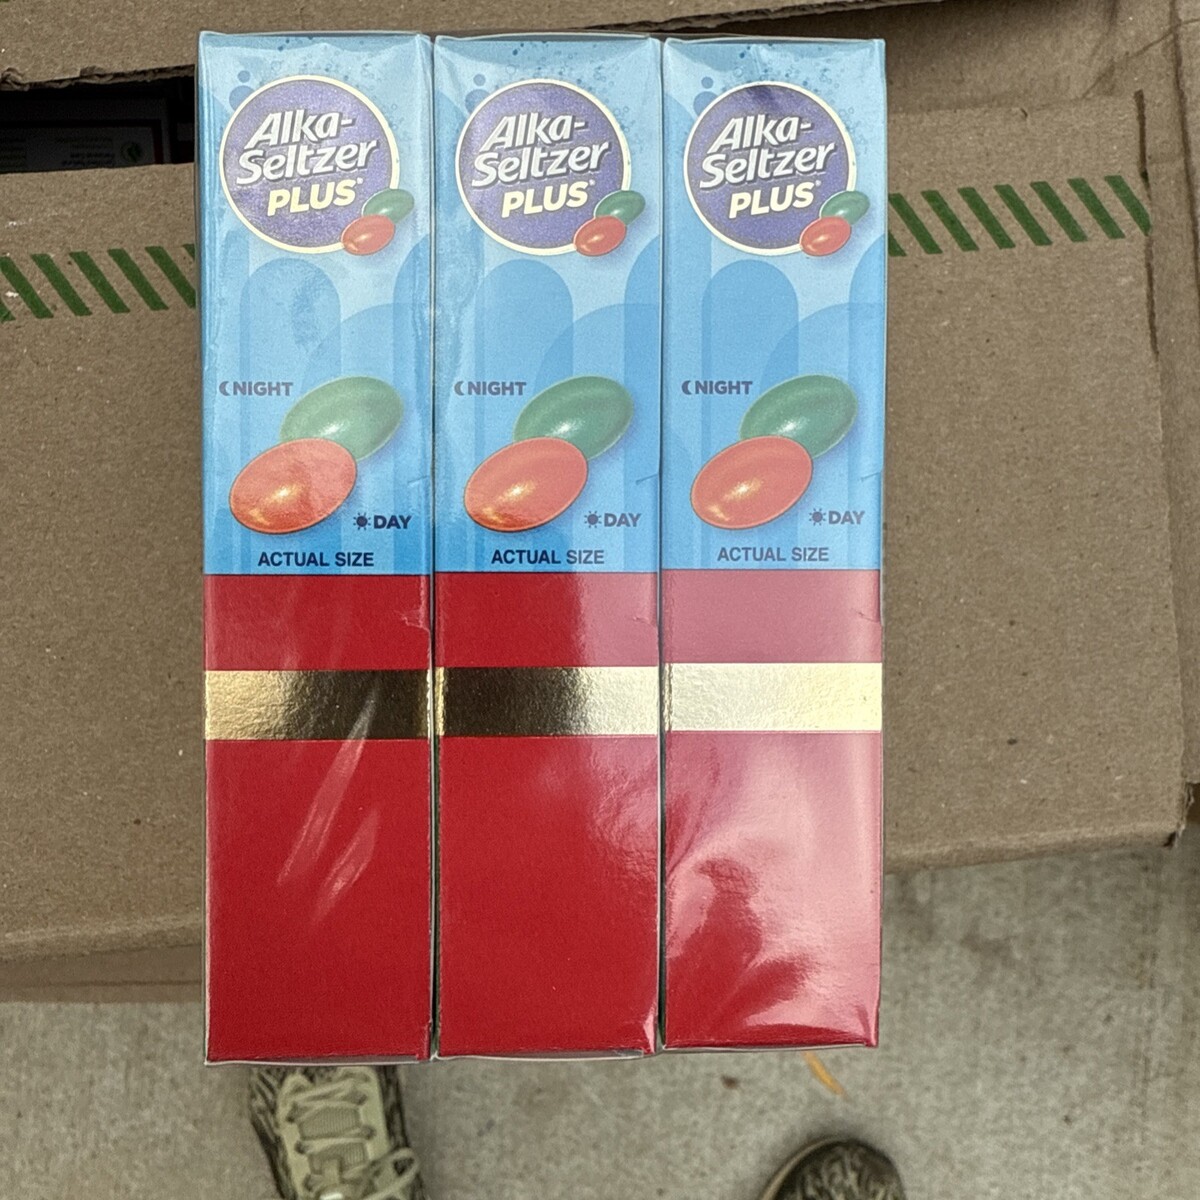 Alka-
Seltzer
PLUS®
NIGHT
DAY
ACTUAL SIZE
Alka-
Seltzer
PLUS®
NIGHT
DAY
ACTUAL SIZE
Alka-
Seltzer
PLUS®
NIGHT
DAY
ACTUAL SIZE